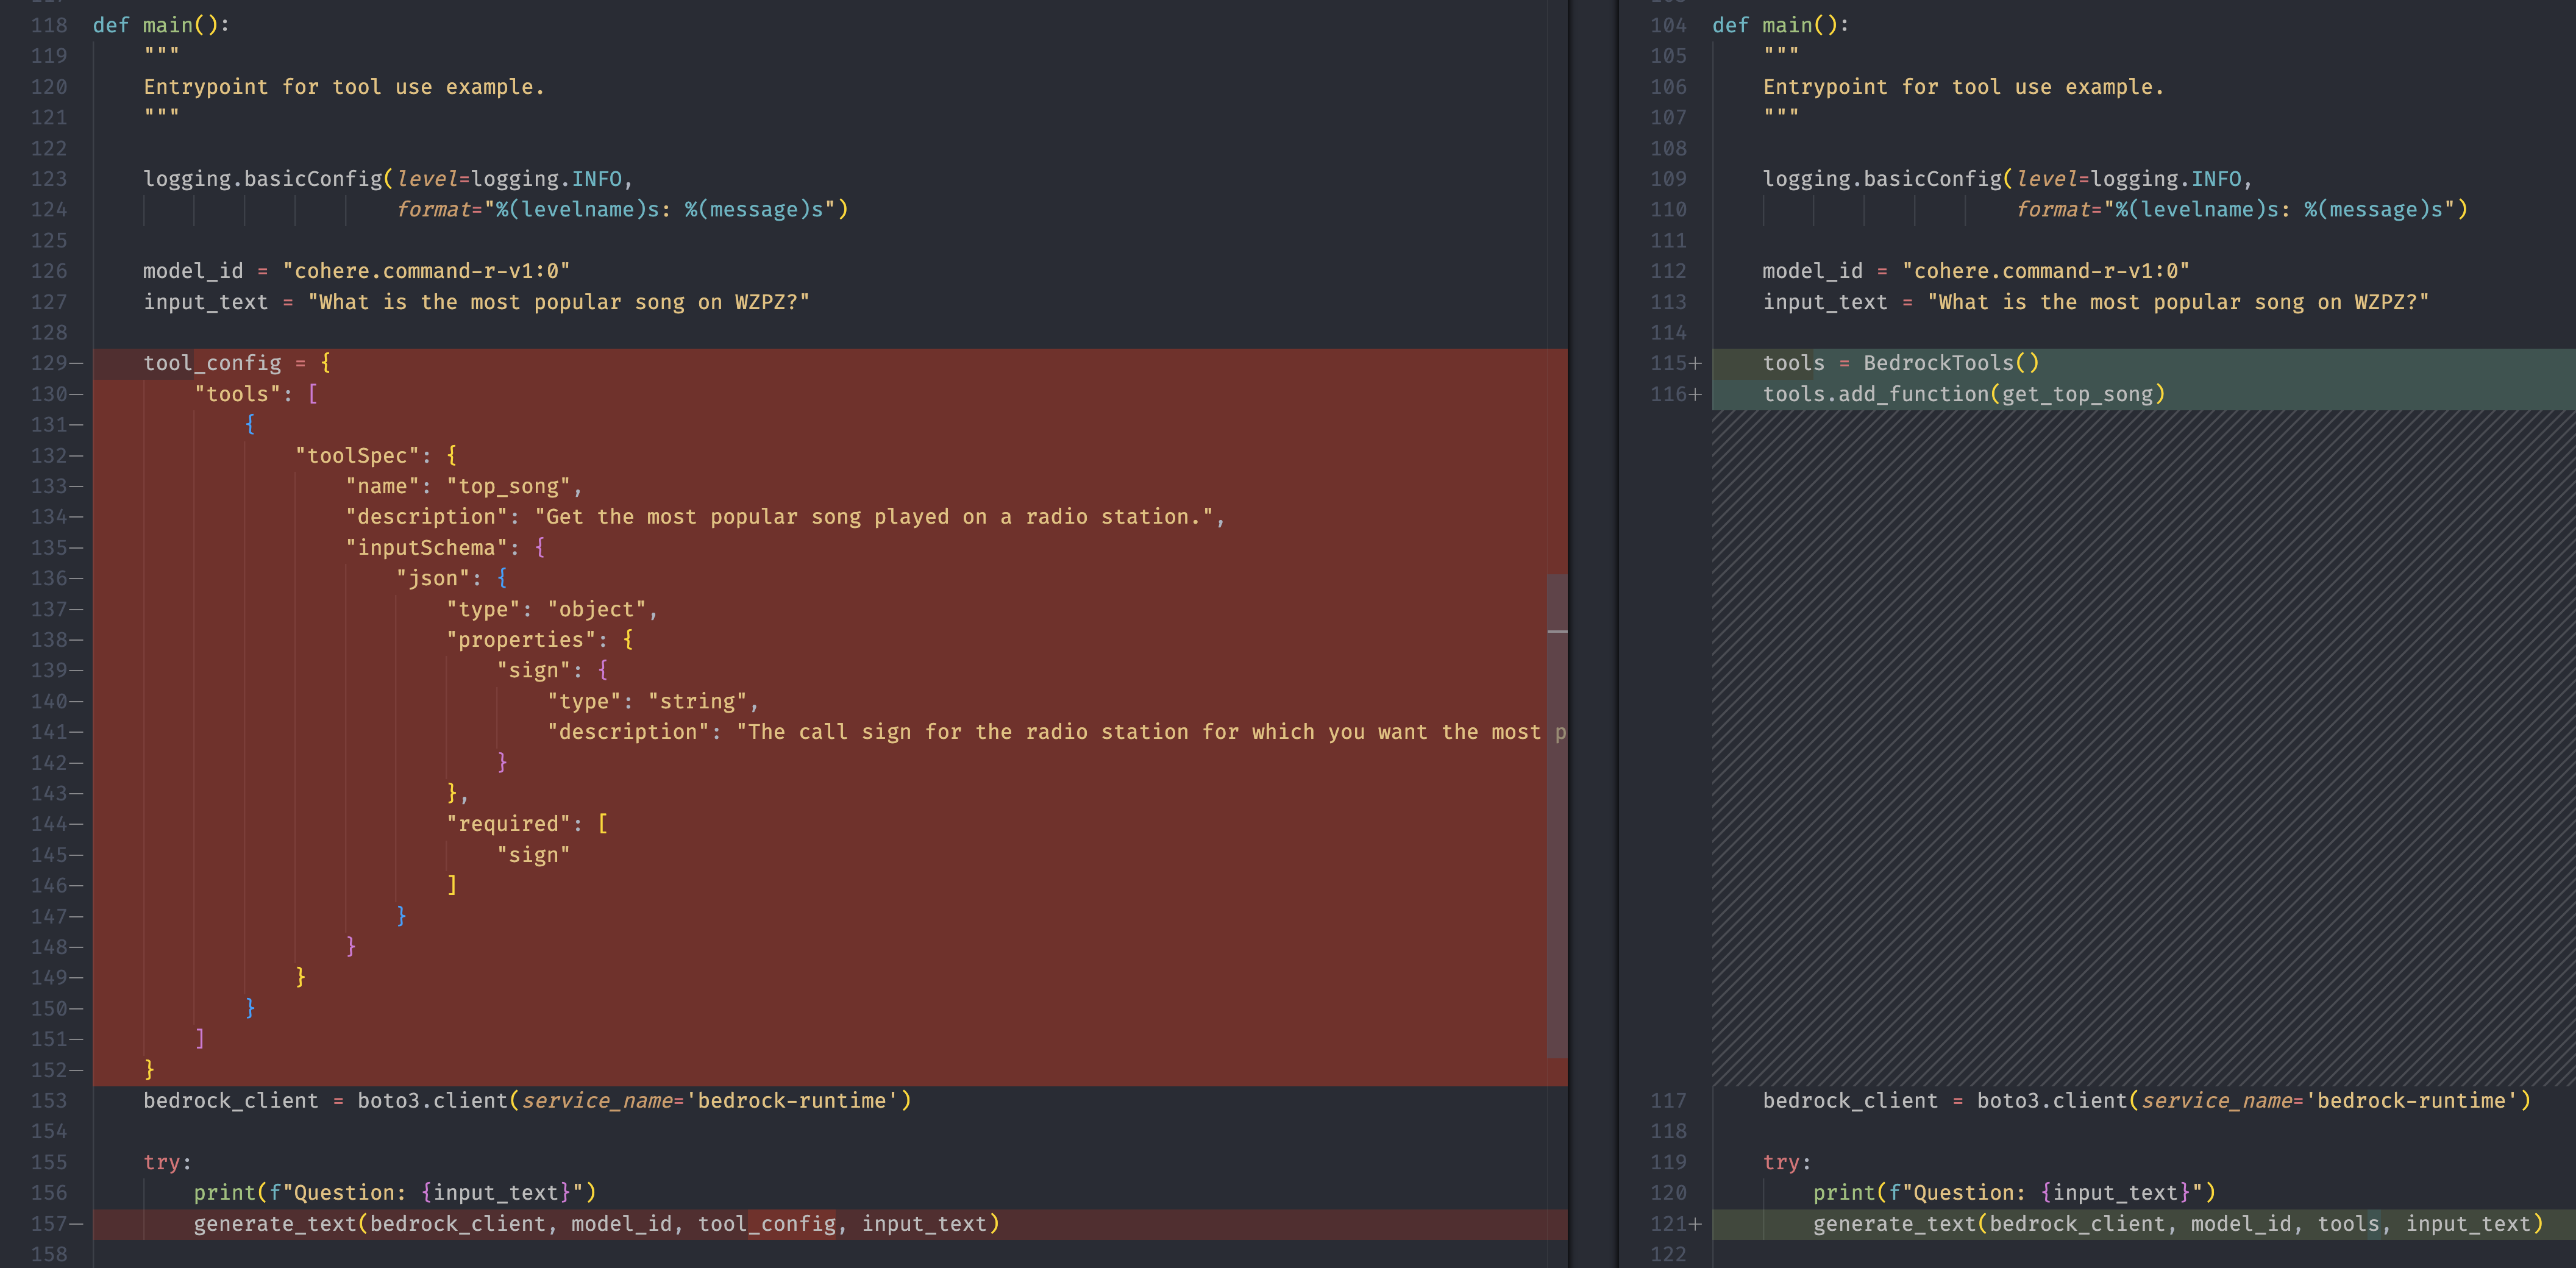 118 def main():
119     """
120     Entrypoint for tool use example.
121     """
122
123     logging.basicConfig(level=logging.INFO,
124                         format="%(levelname)s: %(message)s")
125
126     model_id = "cohere.command-r-v1:0"
127     input_text = "What is the most popular song on WZPZ?"
128
129—     tool_config = {
130—         "tools": [
131—             {
132—                 "toolSpec": {
133—                     "name": "top_song",
134—                     "description": "Get the most popular song played on a radio station.",
135—                     "inputSchema": {
136—                         "json": {
137—                             "type": "object",
138—                             "properties": {
139—                                 "sign": {
140—                                     "type": "string",
141—                                     "description": "The call sign for the radio station for which you want the most p
142—                                 }
143—                             },
144—                             "required": [
145—                                 "sign"
146—                             ]
147—                         }
148—                     }
149—                 }
150—             }
151—         ]
152—     }
153     bedrock_client = boto3.client(service_name='bedrock-runtime')
154
155     try:
156         print(f"Question: {input_text}")
157—         generate_text(bedrock_client, model_id, tool_config, input_text)
158
104 def main():
105     """
106     Entrypoint for tool use example.
107     """
108
109     logging.basicConfig(level=logging.INFO,
110                         format="%(levelname)s: %(message)s")
111
112     model_id = "cohere.command-r-v1:0"
113     input_text = "What is the most popular song on WZPZ?"
114
115+     tools = BedrockTools()
116+     tools.add_function(get_top_song)
117     bedrock_client = boto3.client(service_name='bedrock-runtime')
118
119     try:
120         print(f"Question: {input_text}")
121+         generate_text(bedrock_client, model_id, tools, input_text)
122